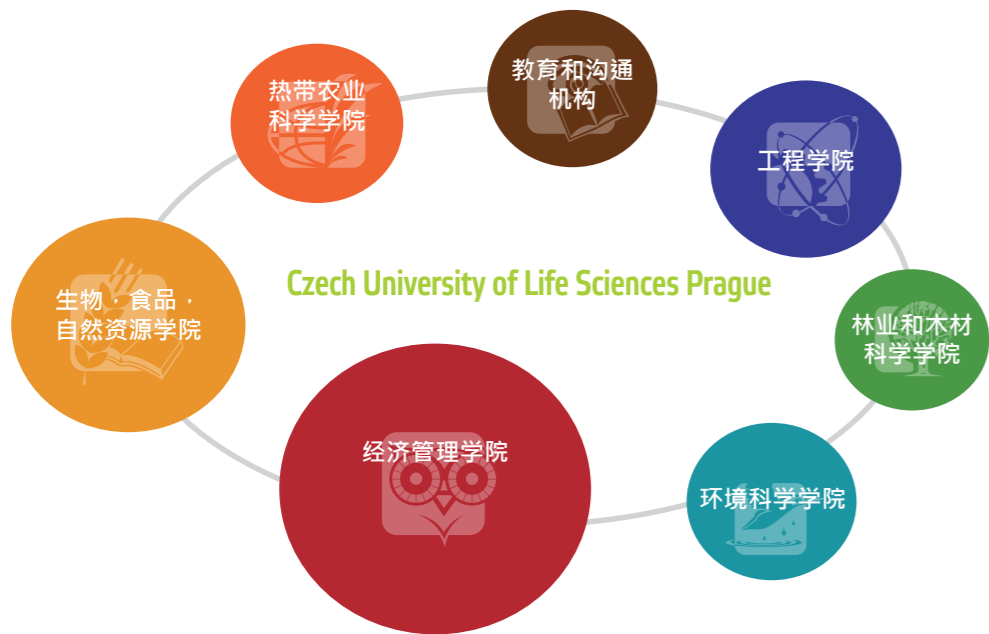 教育和沟通
机构
热带农业
科学学院
工程学院
Czech University of Life Sciences Prague
生物,食品,
自然资源学院
林业和木材
科学学院
经济管理学院
环境科学学院